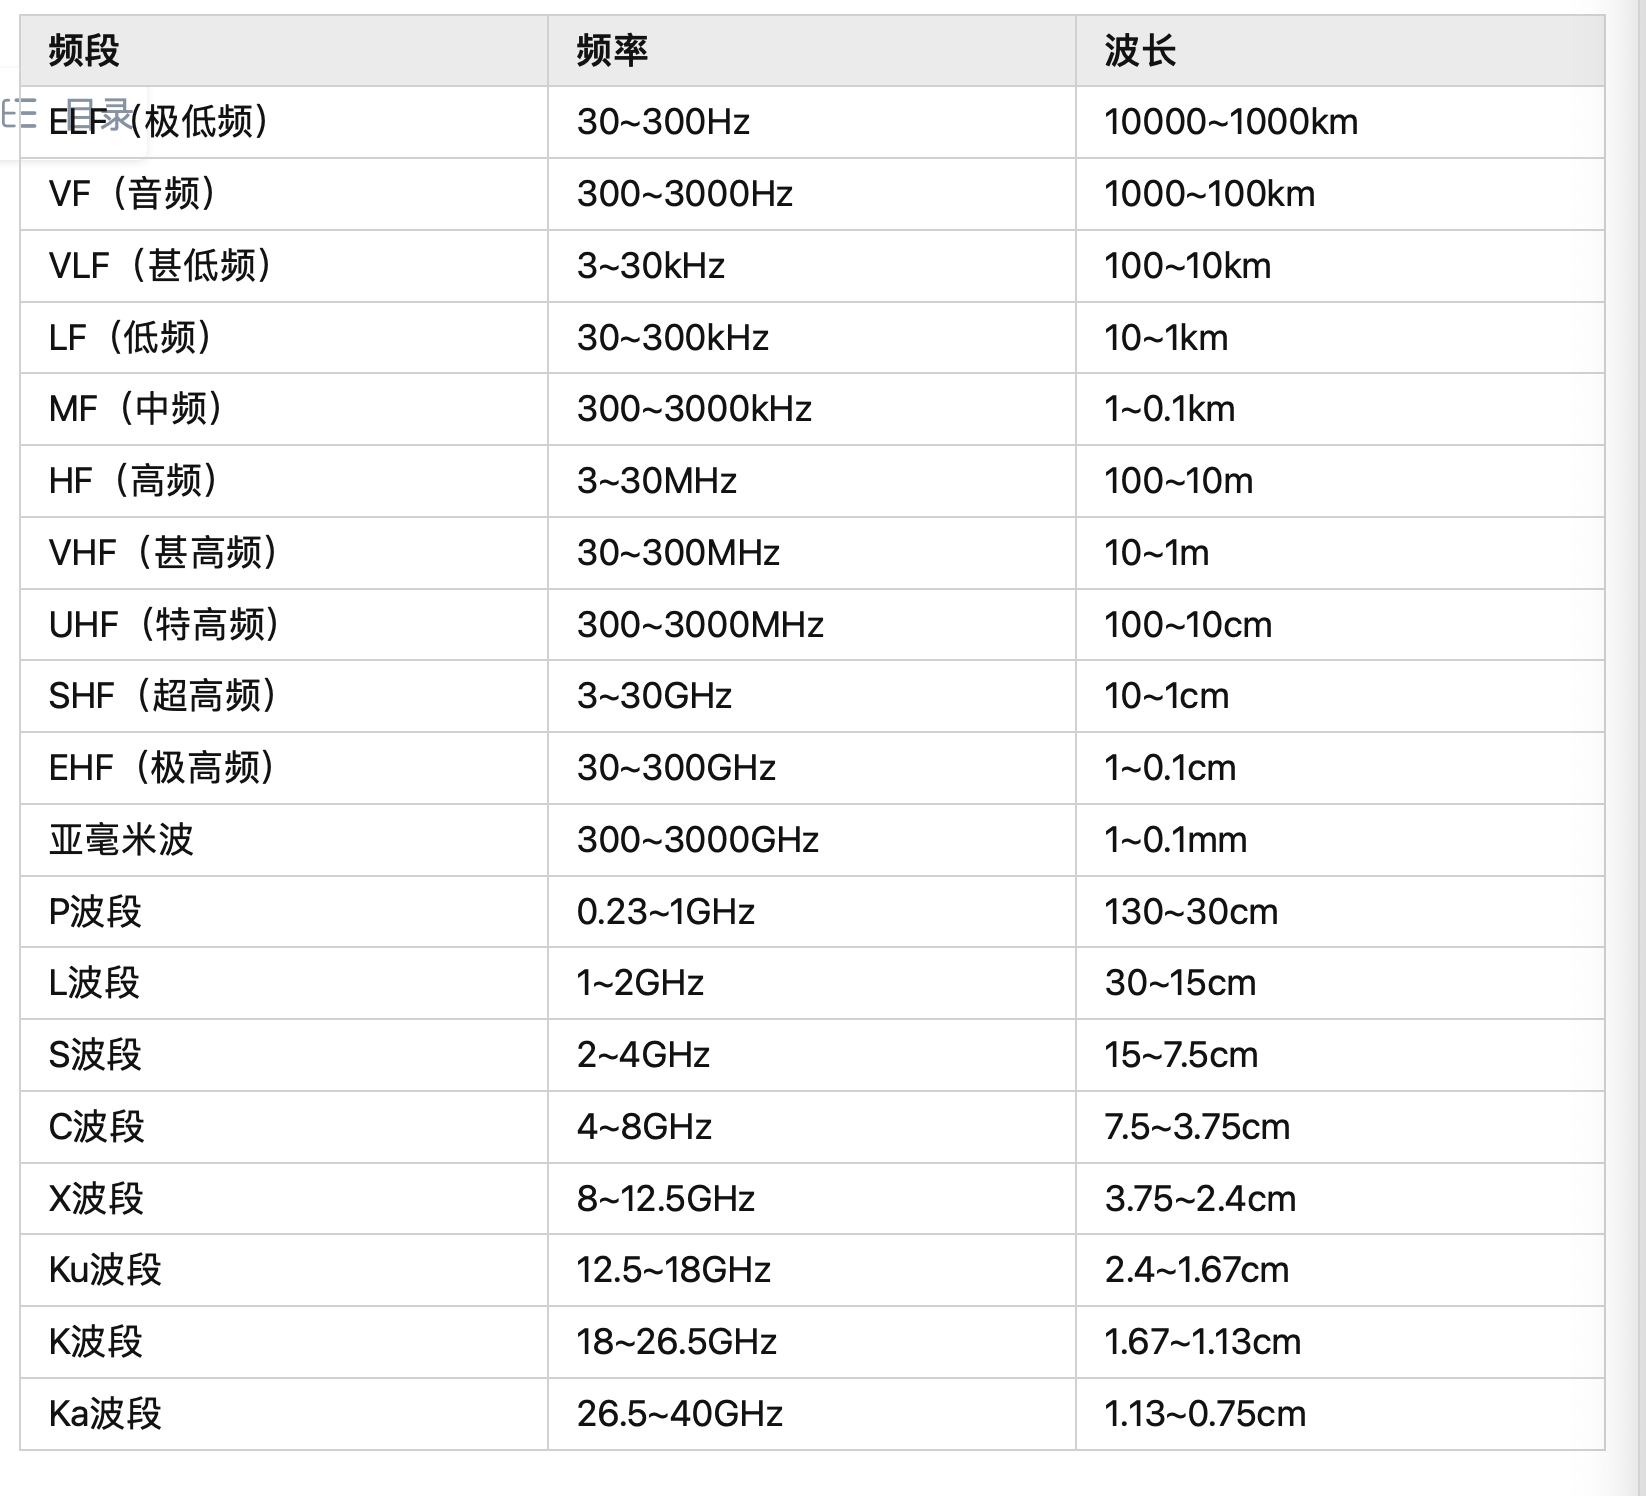 频段 频率 波长
目录
ELF（极低频） 30~300Hz 10000~1000km
VF（音频） 300~3000Hz 1000~100km
VLF（甚低频） 3~30kHz 100~10km
LF（低频） 30~300kHz 10~1km
MF（中频） 300~3000kHz 1~0.1km
HF（高频） 3~30MHz 100~10m
VHF（甚高频） 30~300MHz 10~1m
UHF（特高频） 300~3000MHz 100~10cm
SHF（超高频） 3~30GHz 10~1cm
EHF（极高频） 30~300GHz 1~0.1cm
亚毫米波 300~3000GHz 1~0.1mm
P波段 0.23~1GHz 130~30cm
L波段 1~2GHz 30~15cm
S波段 2~4GHz 15~7.5cm
C波段 4~8GHz 7.5~3.75cm
X波段 8~12.5GHz 3.75~2.4cm
Ku波段 12.5~18GHz 2.4~1.67cm
K波段 18~26.5GHz 1.67~1.13cm
Ka波段 26.5~40GHz 1.13~0.75cm